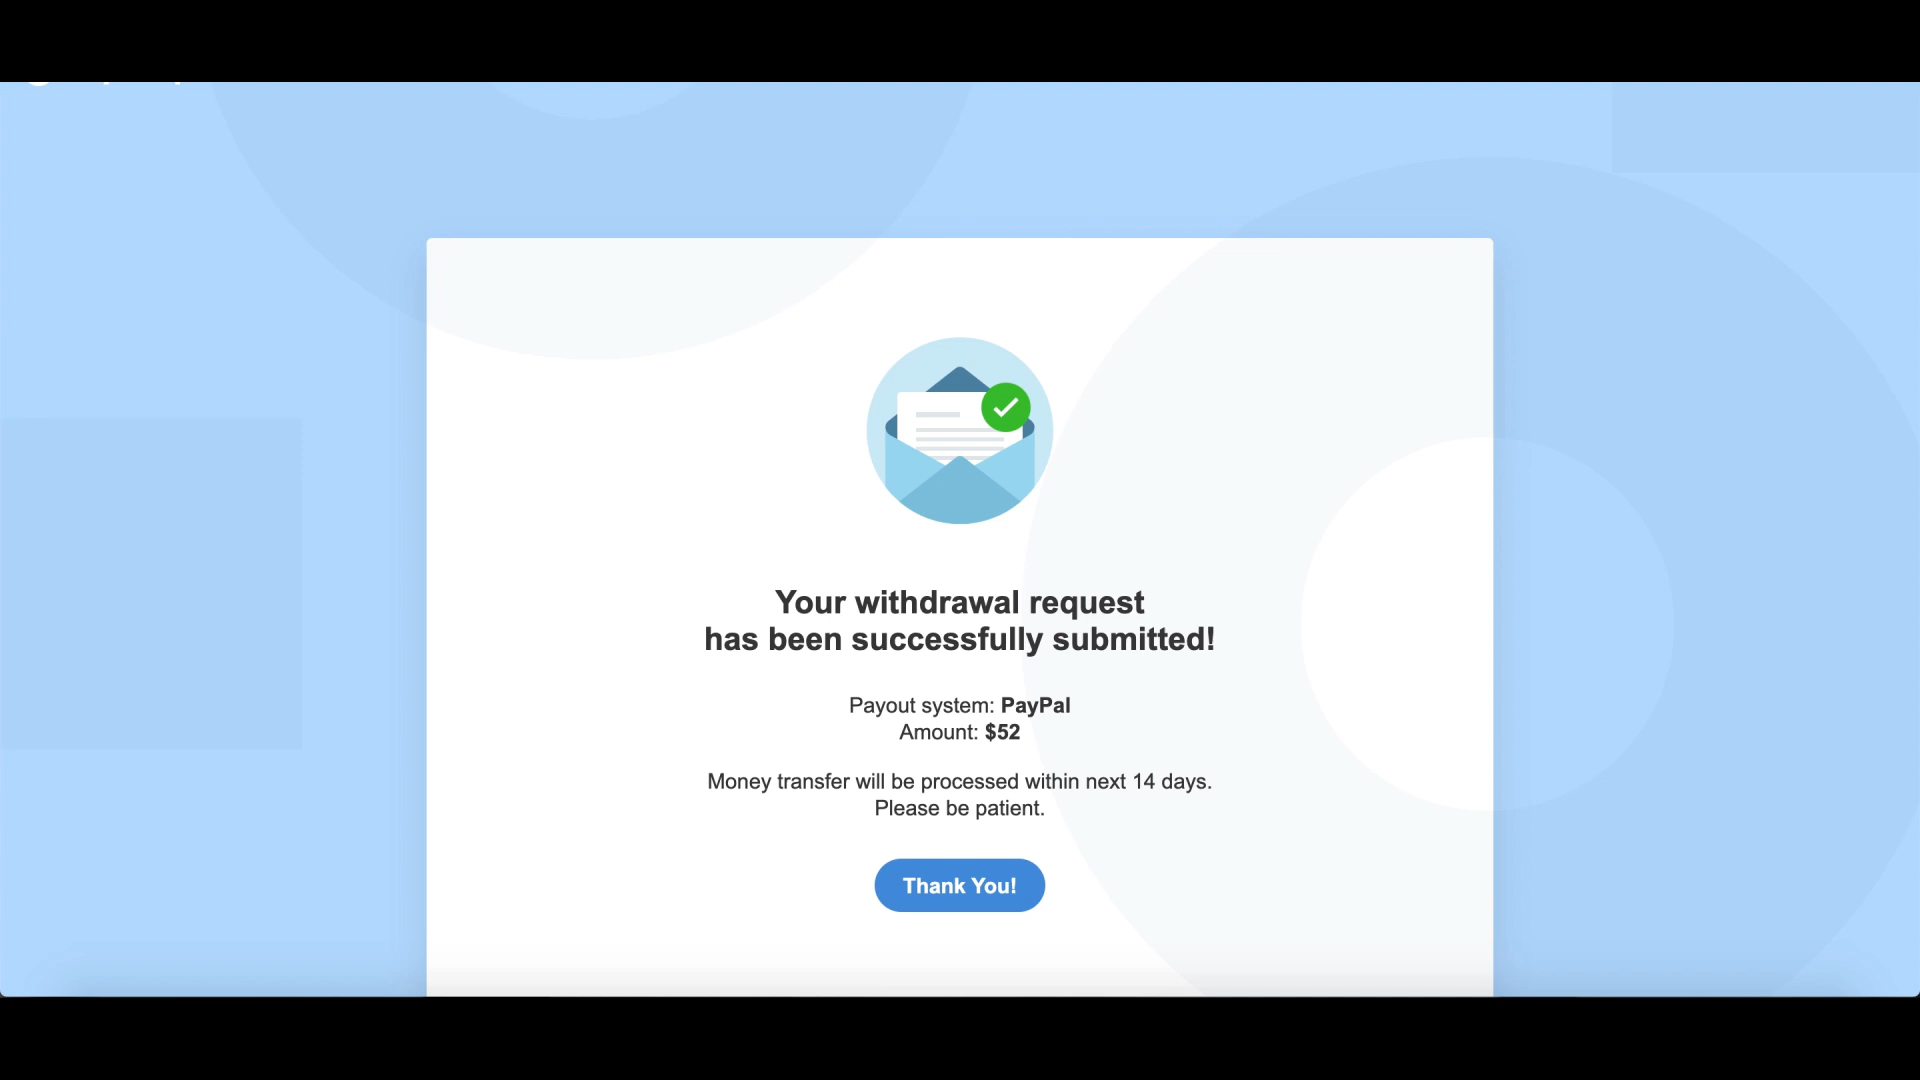 Your withdrawal request
has been successfully submitted!
Payout system: PayPal
Amount: $52
Money transfer will be processed within next 14 days.
Please be patient.
Thank You!